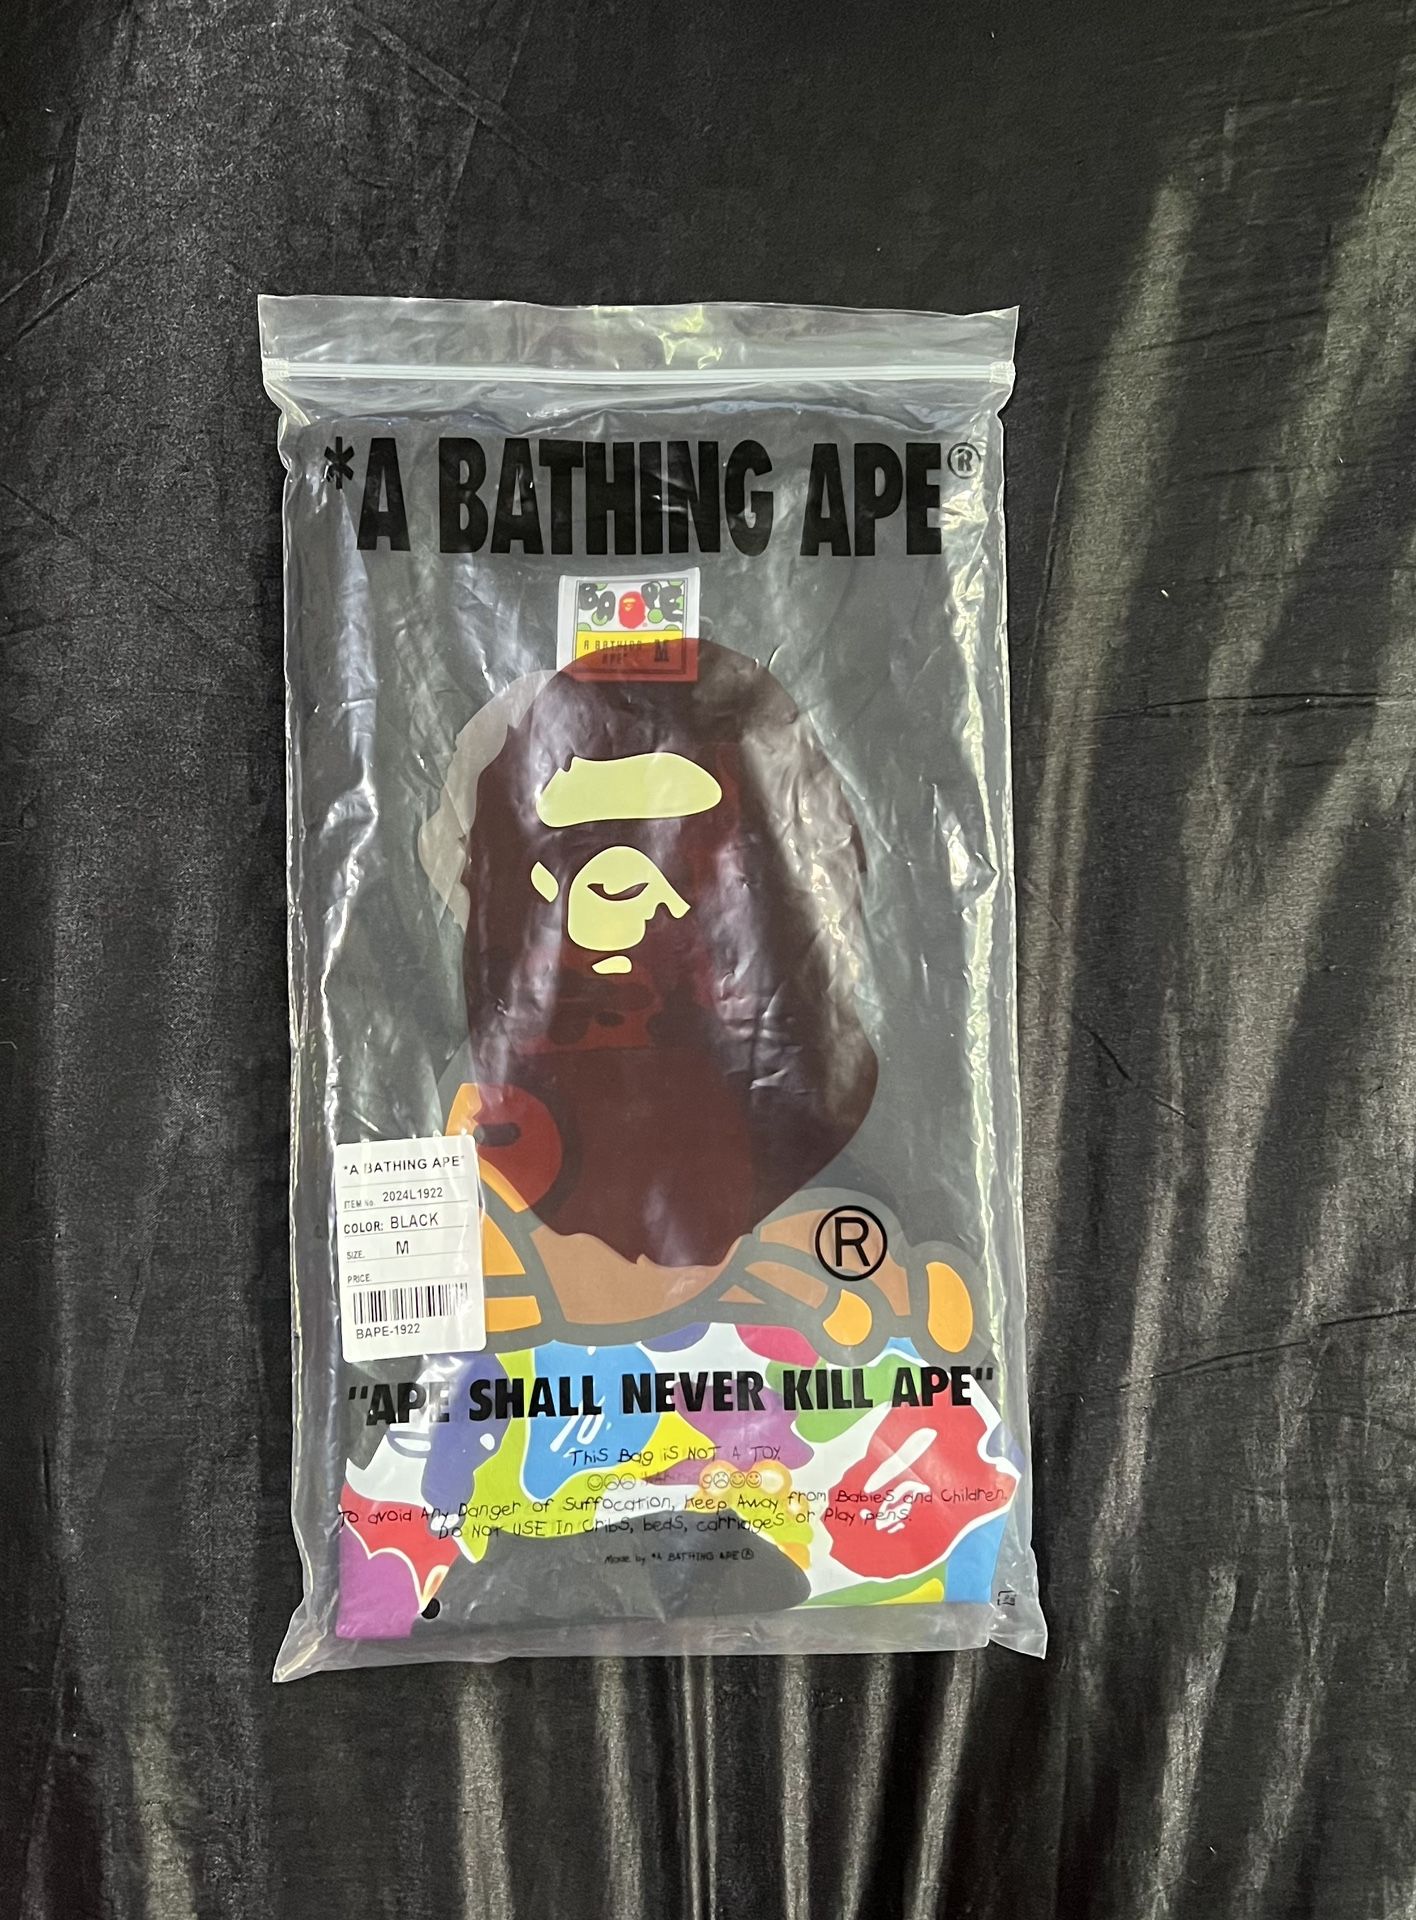 *A BATHING APE®
BAPE
A BATHING
APE® M
®
*A BATHING APE®
ITEM No. 2024L1922
COLOR: BLACK
SIZE. M
PRICE
BAPE-1922
"APE SHALL NEVER KILL APE"
This Bag iS NOT A TOY.
To avoid Any Danger of Suffocation, Keep Away from Babies and Children.
DO NOT USE In Cribs, beds, carriages or Play pens.
Made by *A BATHING APE®